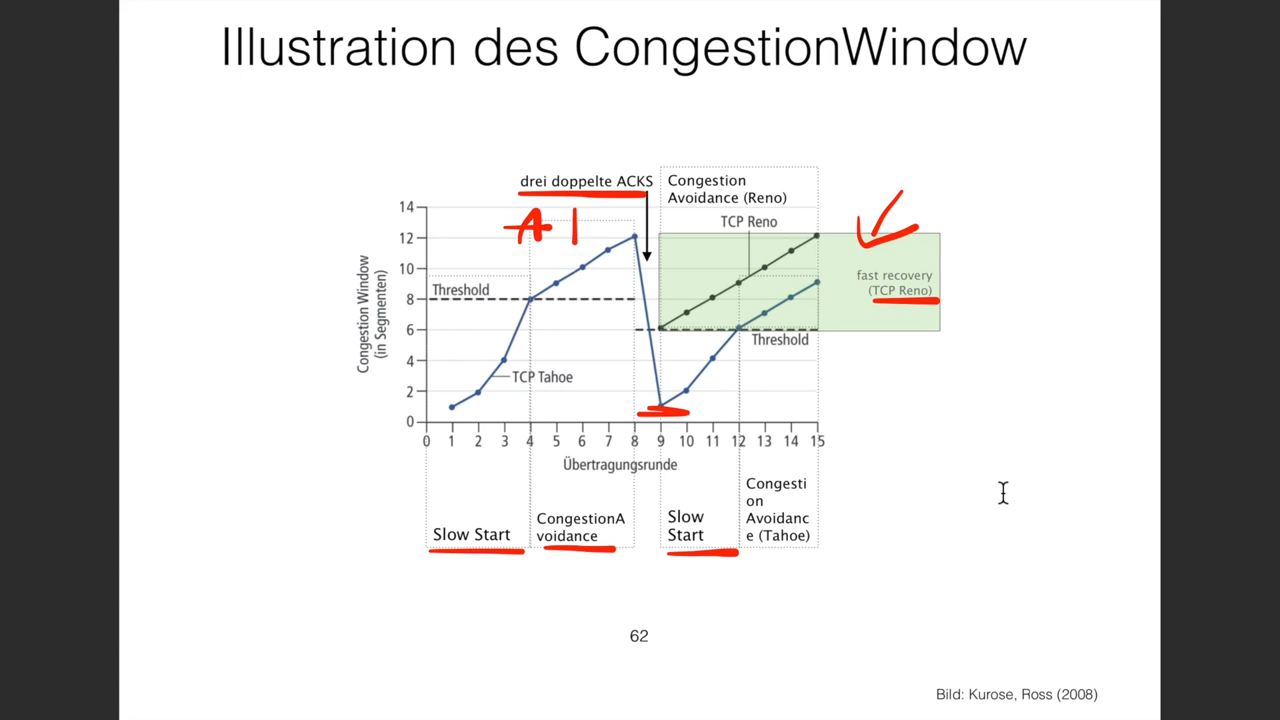 Illustration des CongestionWindow
drei doppelte ACKS
Congestion
Avoidance (Reno)
TCP Reno
AI
14
12
10
8
6
4
2
0
Congestion Window
(in Segmenten)
Threshold
fast recovery
(TCP Reno)
Threshold
TCP Tahoe
0 1 2 3 4 5 6 7 8 9 10 11 12 13 14 15
Übertragungsrunde
Slow Start
CongestionA
voidance
Slow
Start
Congesti
on
Avoidanc
e (Tahoe)
62
Bild: Kurose, Ross (2008)